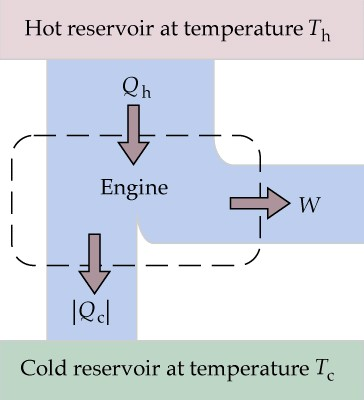 Hot reservoir at temperature T_h
Q_h
Engine
W
|Q_c|
Cold reservoir at temperature T_c